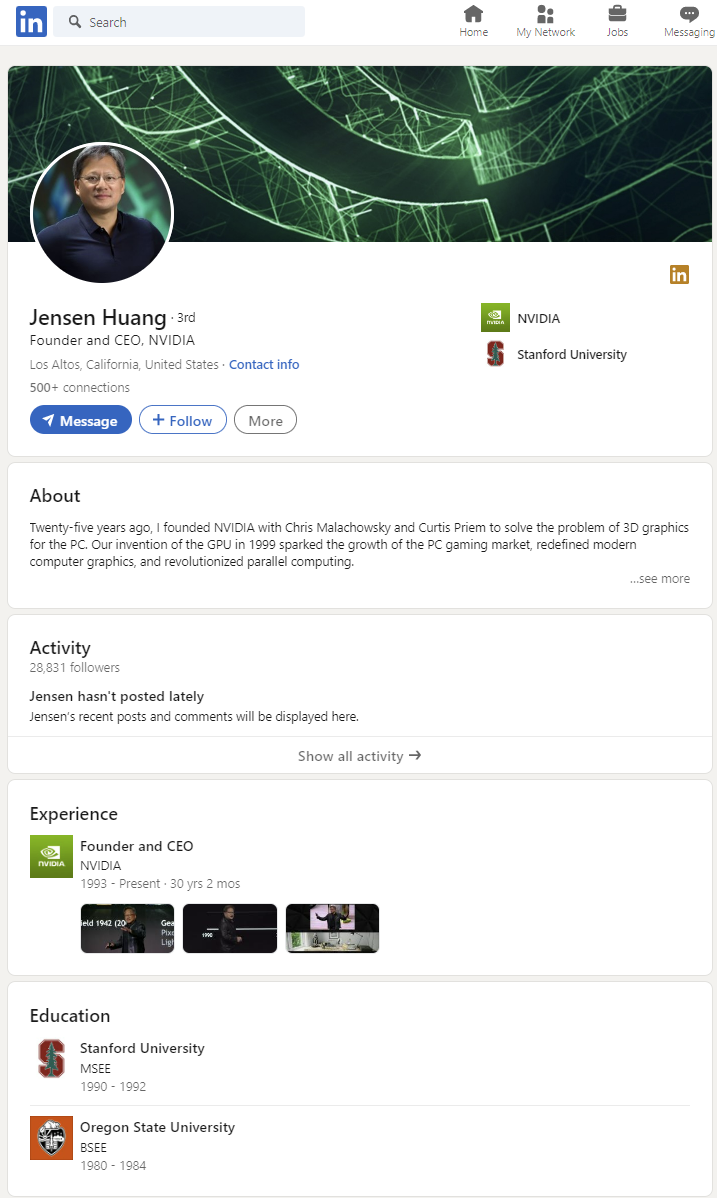 in
Search
Home
My Network
Jobs
Messaging
in
Jensen Huang · 3rd
Founder and CEO, NVIDIA
Los Altos, California, United States · Contact info
500+ connections
Message
Follow
More
NVIDIA
NVIDIA
Stanford University
About
Twenty-five years ago, I founded NVIDIA with Chris Malachowsky and Curtis Priem to solve the problem of 3D graphics
for the PC. Our invention of the GPU in 1999 sparked the growth of the PC gaming market, redefined modern
computer graphics, and revolutionized parallel computing.
...see more
Activity
28,831 followers
Jensen hasn't posted lately
Jensen's recent posts and comments will be displayed here.
Show all activity →
Experience
NVIDIA
Founder and CEO
NVIDIA
1993 - Present · 30 yrs 2 mos
ield 1942 (20
Gea
Pixe
Ligh
1990
Education
Stanford University
MSEE
1990 - 1992
Oregon State University
BSEE
1980 - 1984